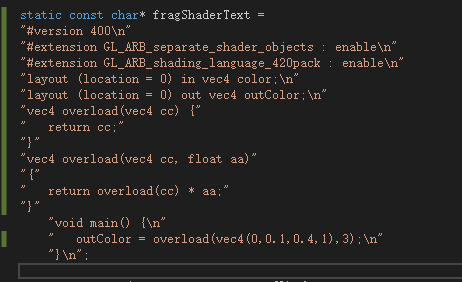 static const char* fragShaderText =
"#version 400\n"
"#extension GL_ARB_separate_shader_objects : enable\n"
"#extension GL_ARB_shading_language_420pack : enable\n"
"layout (location = 0) in vec4 color;\n"
"layout (location = 0) out vec4 outColor;\n"
"vec4 overload(vec4 cc) {"
"   return cc;"
"}"
"vec4 overload(vec4 cc, float aa)"
"{"
"   return overload(cc) * aa;"
"}"
"void main() {\n"
"   outColor = overload(vec4(0,0.1,0.4,1),3);\n"
"}\n";